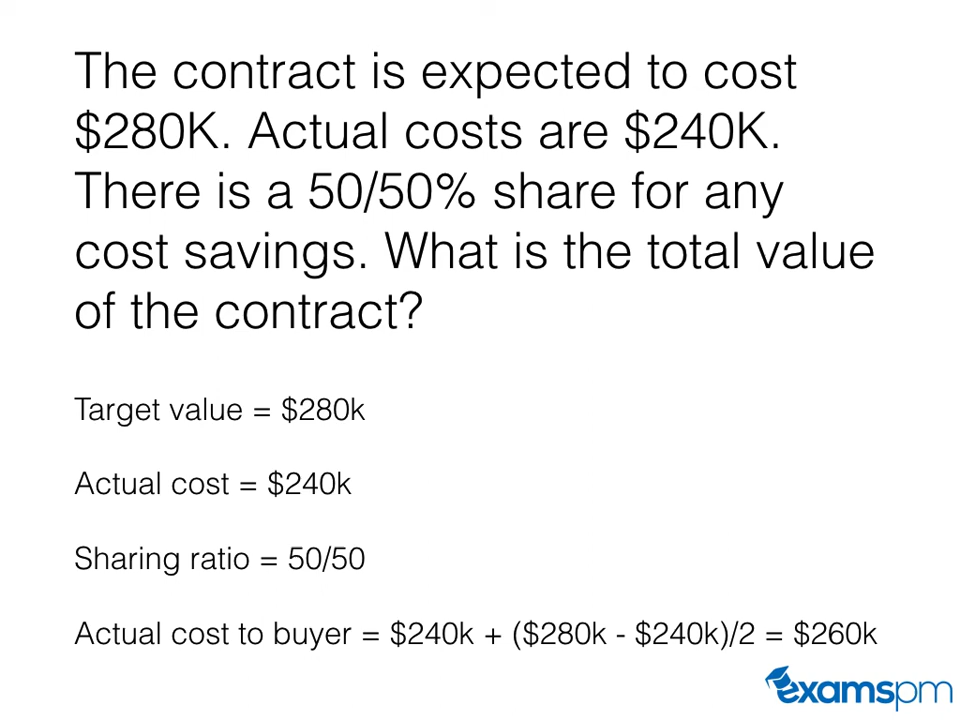 The contract is expected to cost
$280K. Actual costs are $240K.
There is a 50/50% share for any
cost savings. What is the total value
of the contract?
Target value = $280k
Actual cost = $240k
Sharing ratio = 50/50
Actual cost to buyer = $240k + ($280k - $240k)/2 = $260k
examspm